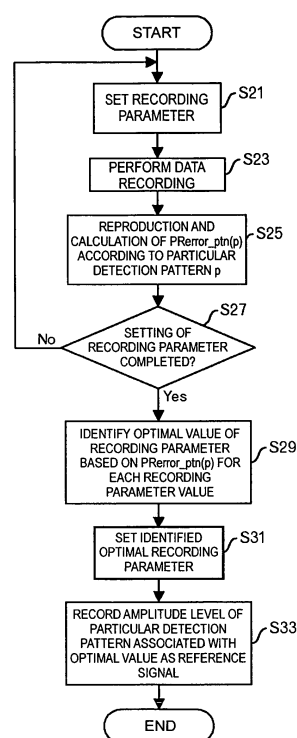 START
SET RECORDING
PARAMETER
S21
PERFORM DATA
RECORDING
S23
REPRODUCTION AND
CALCULATION OF PRerror_ptn(p)
ACCORDING TO PARTICULAR
DETECTION PATTERN p
S25
SETTING OF
RECORDING PARAMETER
COMPLETED?
S27
No
Yes
IDENTIFY OPTIMAL VALUE OF
RECORDING PARAMETER
BASED ON PRerror_ptn(p) FOR
EACH RECORDING
PARAMETER VALUE
S29
SET IDENTIFIED
OPTIMAL RECORDING
PARAMETER
S31
RECORD AMPLITUDE LEVEL OF
PARTICULAR DETECTION
PATTERN ASSOCIATED WITH
OPTIMAL VALUE AS REFERENCE
SIGNAL
S33
END